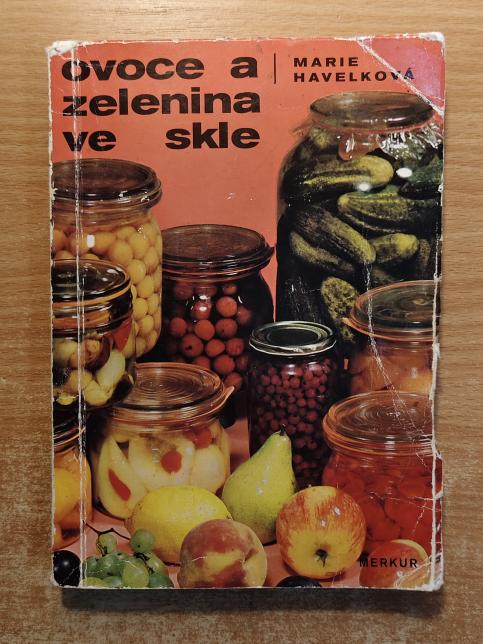 ovoce a
zelenina
ve skle
MARIE
HAVELKOVÁ
MERKUR